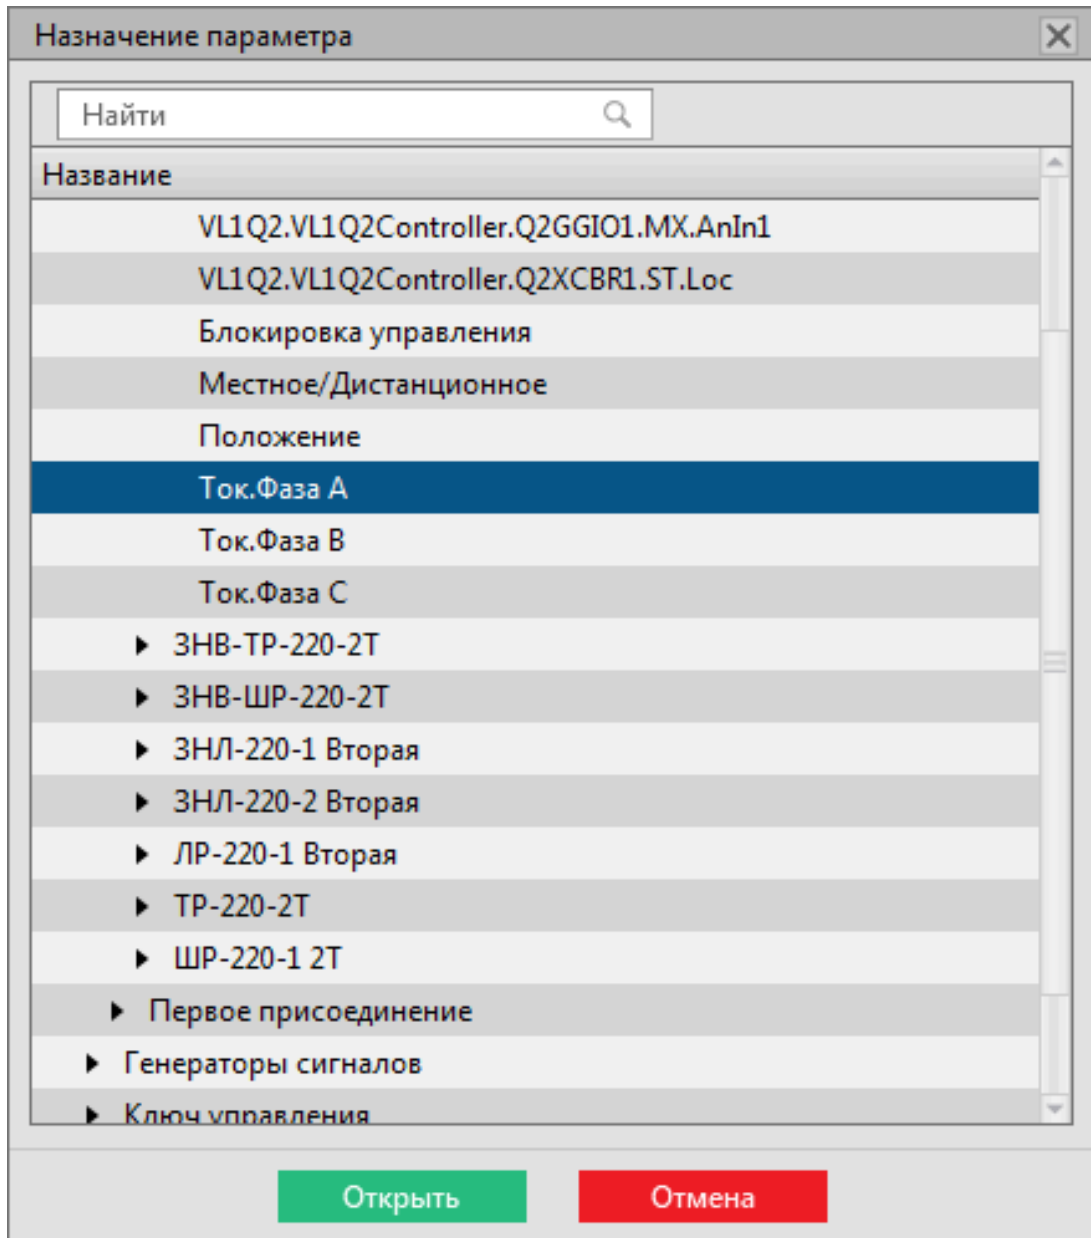 Назначение параметра
Найти
Название
VL1Q2.VL1Q2Controller.Q2GGIO1.MX.AnIn1
VL1Q2.VL1Q2Controller.Q2XCBR1.ST.Loc
Блокировка управления
Местное/Дистанционное
Положение
Ток.Фаза A
Ток.Фаза B
Ток.Фаза C
ЗНВ-ТР-220-2Т
ЗНВ-ШР-220-2Т
ЗНЛ-220-1 Вторая
ЗНЛ-220-2 Вторая
ЛР-220-1 Вторая
ТР-220-2Т
ШР-220-1 2Т
Первое присоединение
Генераторы сигналов
Ключ управления
Открыть Отмена